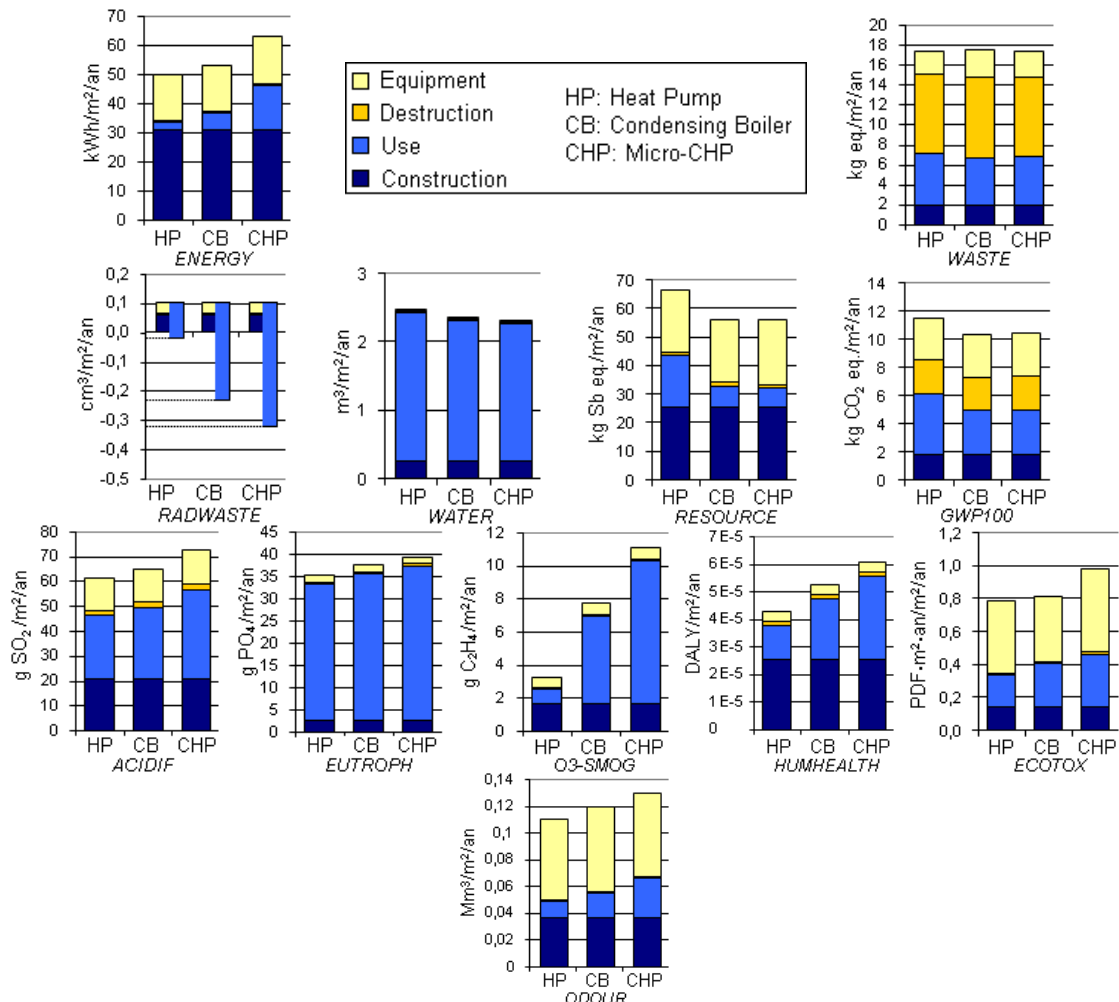 Equipment
Destruction
Use
Construction
HP: Heat Pump
CB: Condensing Boiler
CHP: Micro-CHP
kWh/m²/an
70
60
50
40
30
20
10
0
HP CB CHP
ENERGY
kg eq./m²/an
20
18
16
14
12
10
8
6
4
2
0
HP CB CHP
WASTE
cm³/m²/an
0,2
0,1
0,0
-0,1
-0,2
-0,3
-0,4
-0,5
HP CB CHP
RADWASTE
m³/m²/an
3
2
1
0
HP CB CHP
WATER
kg Sb eq./m²/an
70
60
50
40
30
20
10
0
HP CB CHP
RESOURCE
kg CO₂ eq./m²/an
14
12
10
8
6
4
2
0
HP CB CHP
GWP100
g SO₂/m²/an
80
70
60
50
40
30
20
10
0
HP CB CHP
ACIDIF
g PO₄/m²/an
45
40
35
30
25
20
15
10
5
0
HP CB CHP
EUTROPH
g C₂H₄/m²/an
12
10
8
6
4
2
0
HP CB CHP
O3-SMOG
DALY/m²/an
7E-5
6E-5
5E-5
4E-5
3E-5
2E-5
1E-5
0
HP CB CHP
HUMHEALTH
PDF·m²·an/m²/an
1,0
0,8
0,6
0,4
0,2
0,0
HP CB CHP
ECOTOX
Mm³/m²/an
0,14
0,12
0,1
0,08
0,06
0,04
0,02
0
HP CB CHP
ODOUR